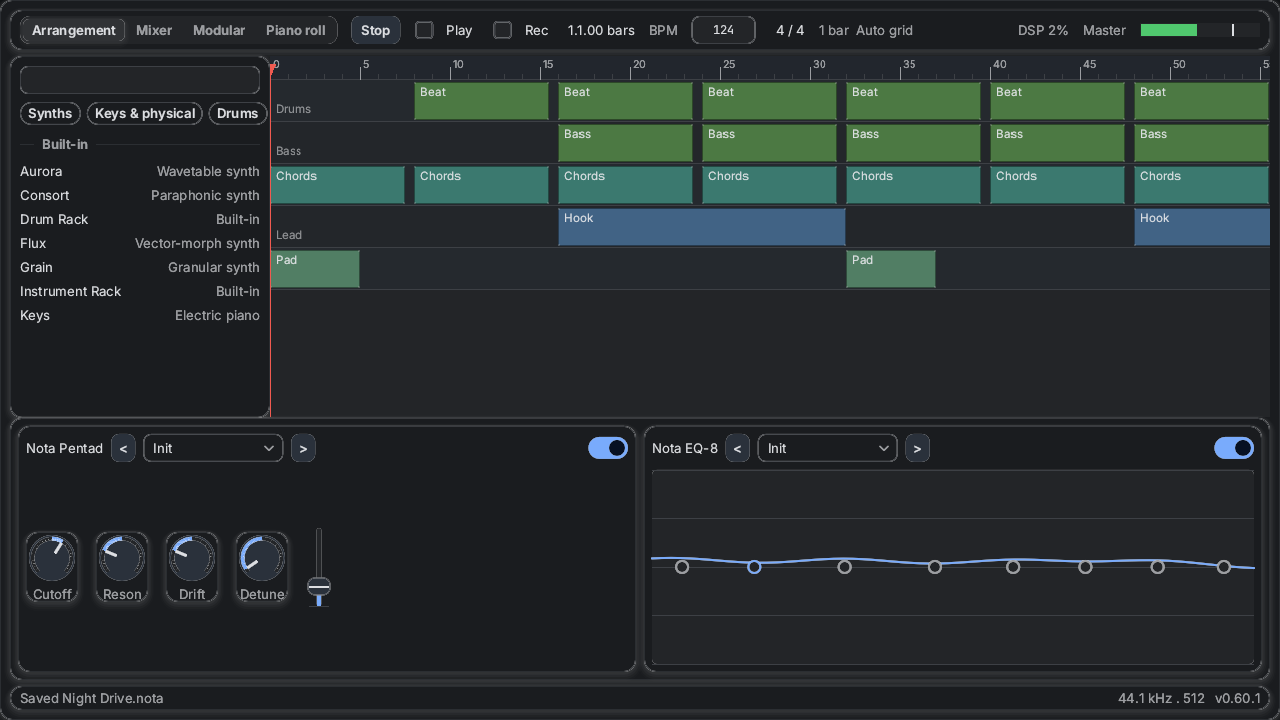 Arrangement Mixer Modular Piano roll Stop Play Rec 1.1.00 bars BPM 124 4 / 4 1 bar Auto grid DSP 2% Master
0 5 10 15 20 25 30 35 40 45 50 5
Synths Keys & physical Drums
Built-in
Aurora Wavetable synth
Consort Paraphonic synth
Drum Rack Built-in
Flux Vector-morph synth
Grain Granular synth
Instrument Rack Built-in
Keys Electric piano
Drums Beat Beat Beat Beat Beat Beat
Bass Bass Bass Bass Bass Bass
Chords Chords Chords Chords Chords Chords Chords
Lead Hook Hook
Pad Pad
Nota Pentad < Init >
Cutoff Reson Drift Detune
Nota EQ-8 < Init >
Saved Night Drive.nota 44.1 kHz . 512 v0.60.1